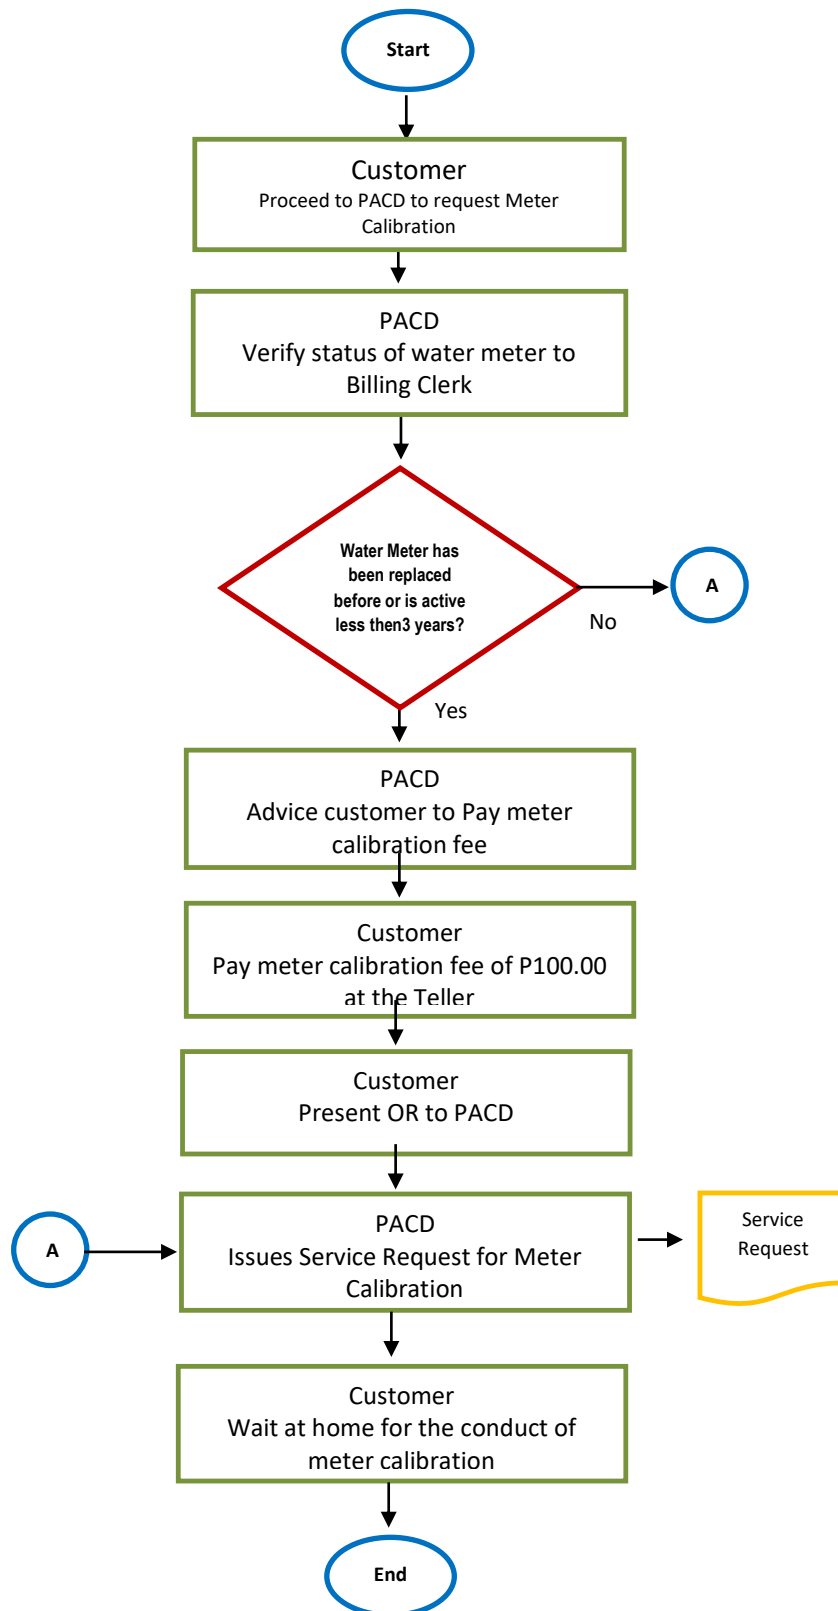 Start
Customer
Proceed to PACD to request Meter
Calibration
PACD
Verify status of water meter to
Billing Clerk
Water Meter has
been replaced
before or is active
less then3 years?
A
No
Yes
PACD
Advice customer to Pay meter
calibration fee
Customer
Pay meter calibration fee of P100.00
at the Teller
Customer
Present OR to PACD
A
PACD
Issues Service Request for Meter
Calibration
Service
Request
Customer
Wait at home for the conduct of
meter calibration
End